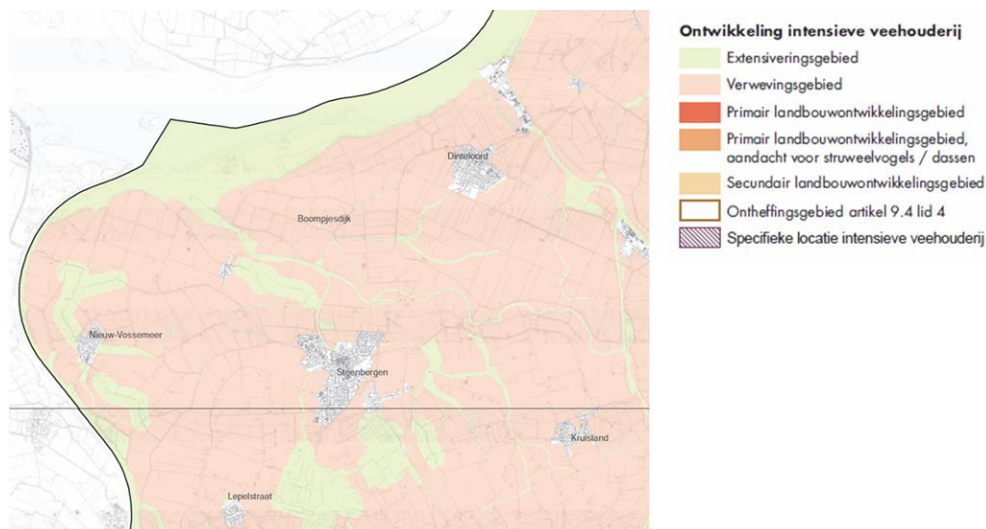 Ontwikkeling intensieve veehouderij
Extensiveringsgebied
Verwevingsgebied
Primair landbouwontwikkelingsgebied
Primair landbouwontwikkelingsgebied,
aandacht voor struweelvogels / dassen
Secundair landbouwontwikkelingsgebied
Ontheffingsgebied artikel 9.4 lid 4
Specifieke locatie intensieve veehouderij
Dinteloord
Boompjesdijk
Nieuw-Vossemeer
Steenbergen
Kruisland
Lepelstraat